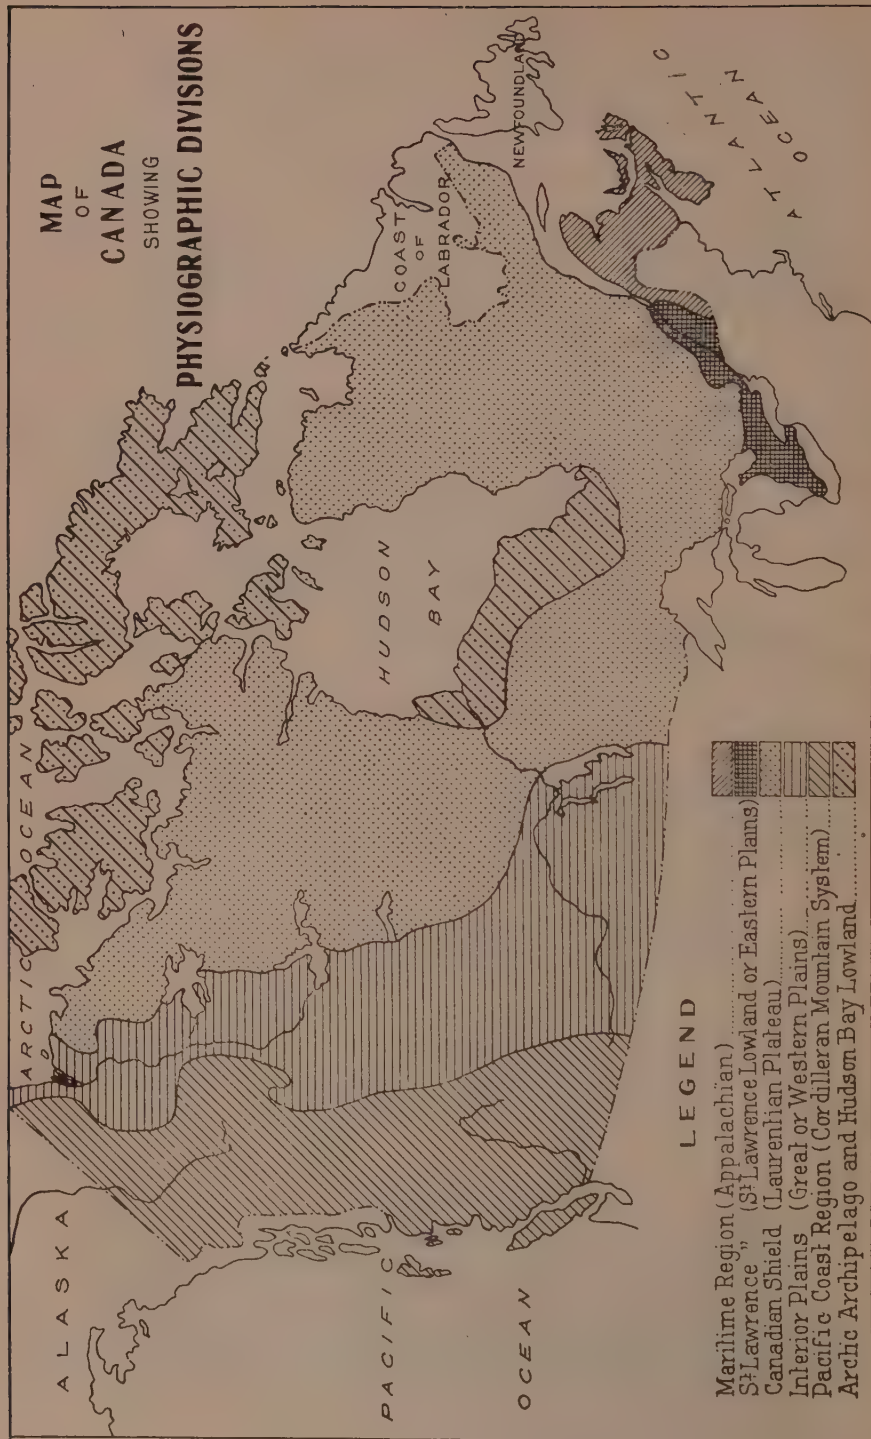 MAP
OF
CANADA
SHOWING
PHYSIOGRAPHIC DIVISIONS
ARCTIC OCEAN
ALASKA
PACIFIC
OCEAN
HUDSON
BAY
COAST
OF
LABRADOR
NEWFOUNDLAND
ATLANTIC
OCEAN
LEGEND
Maritime Region (Appalachian)
St Lawrence " (St Lawrence Lowland or Eastern Plains)
Canadian Shield (Laurentian Plateau)
Interior Plains (Great or Western Plains)
Pacific Coast Region (Cordilleran Mountain System)
Arctic Archipelago and Hudson Bay Lowland